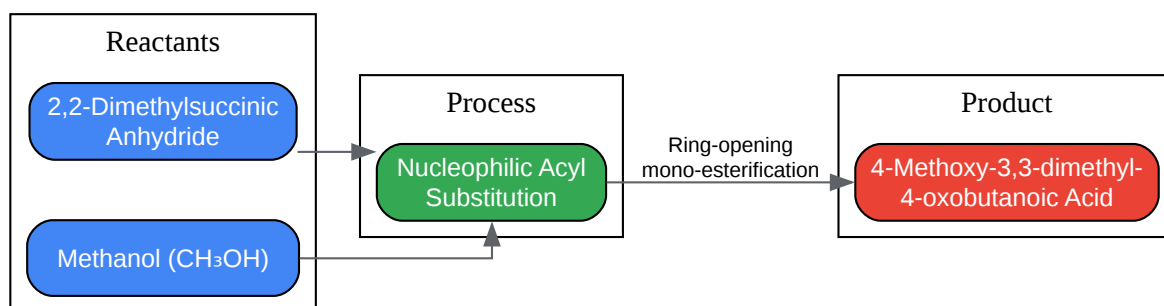 Reactants
2,2-Dimethylsuccinic
Anhydride
Methanol (CH₃OH)
Process
Nucleophilic Acyl
Substitution
Ring-opening
mono-esterification
Product
4-Methoxy-3,3-dimethyl-
4-oxobutanoic Acid